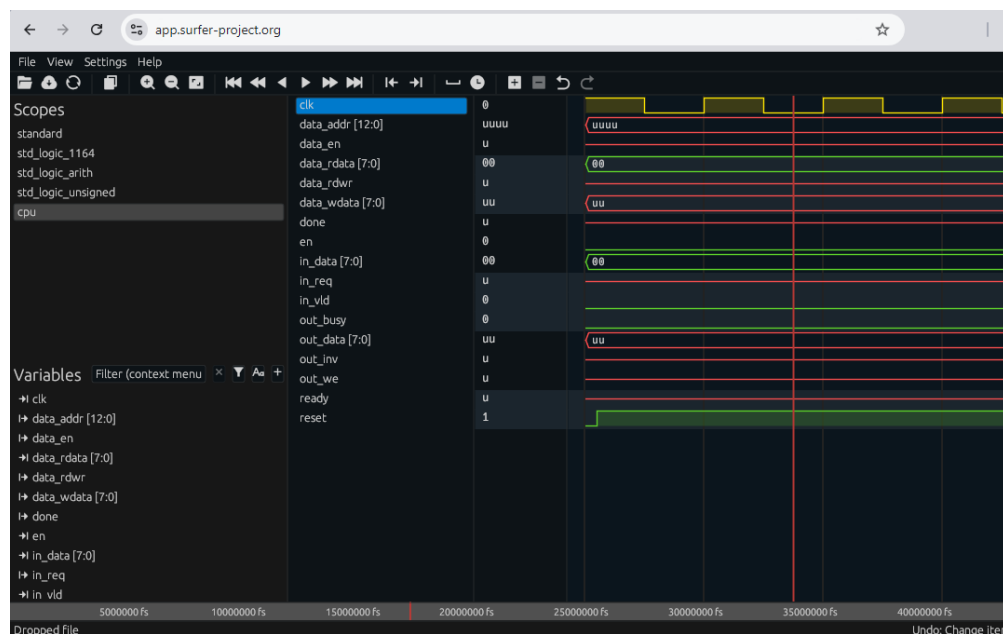 app.surfer-project.org
File View Settings Help
Scopes
standard
std_logic_1164
std_logic_arith
std_logic_unsigned
cpu
Variables Filter (context menu × Aa +
clk
data_addr [12:0]
data_en
data_rdata [7:0]
data_rdwr
data_wdata [7:0]
done
en
in_data [7:0]
in_req
in_vld
clk 0
data_addr [12:0] uuuu uuuu
data_en u
data_rdata [7:0] 00 00
data_rdwr u
data_wdata [7:0] uu uu
done u
en 0
in_data [7:0] 00 00
in_req u
in_vld 0
out_busy 0
out_data [7:0] uu uu
out_inv u
out_we u
ready u
reset 1
5000000 fs 10000000 fs 15000000 fs 20000000 fs 25000000 fs 30000000 fs 35000000 fs 40000000 fs
Dropped file Undo: Change ite